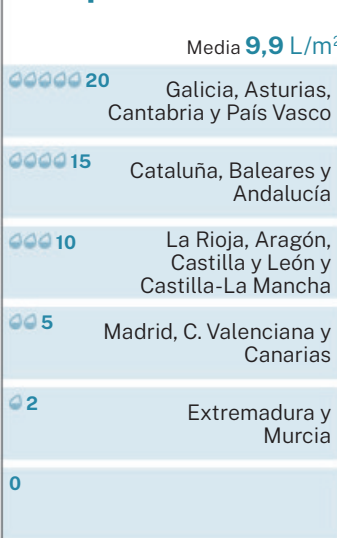 Media 9,9 L/m²
20
Galicia, Asturias,
Cantabria y País Vasco
15
Cataluña, Baleares y
Andalucía
10
La Rioja, Aragón,
Castilla y León y
Castilla-La Mancha
5
Madrid, C. Valenciana y
Canarias
2
Extremadura y
Murcia
0